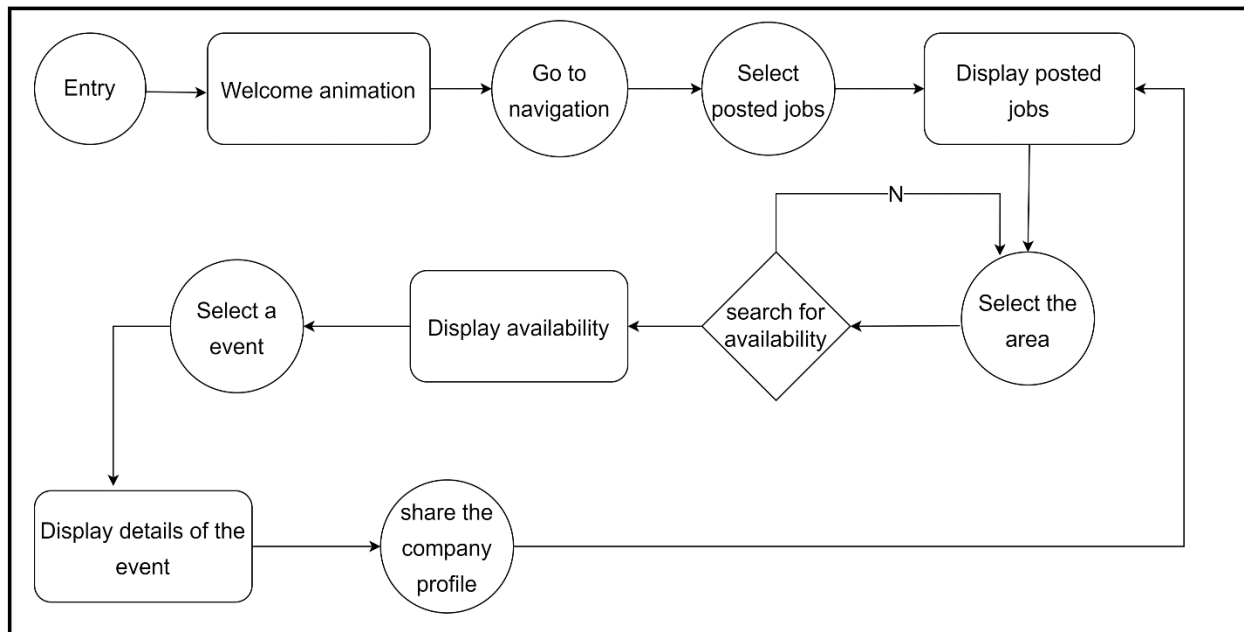 Entry
Welcome animation
Go to
navigation
Select
posted jobs
Display posted
jobs
N
Select the
area
search for
availability
Display availability
Select a
event
Display details of the
event
share the
company
profile